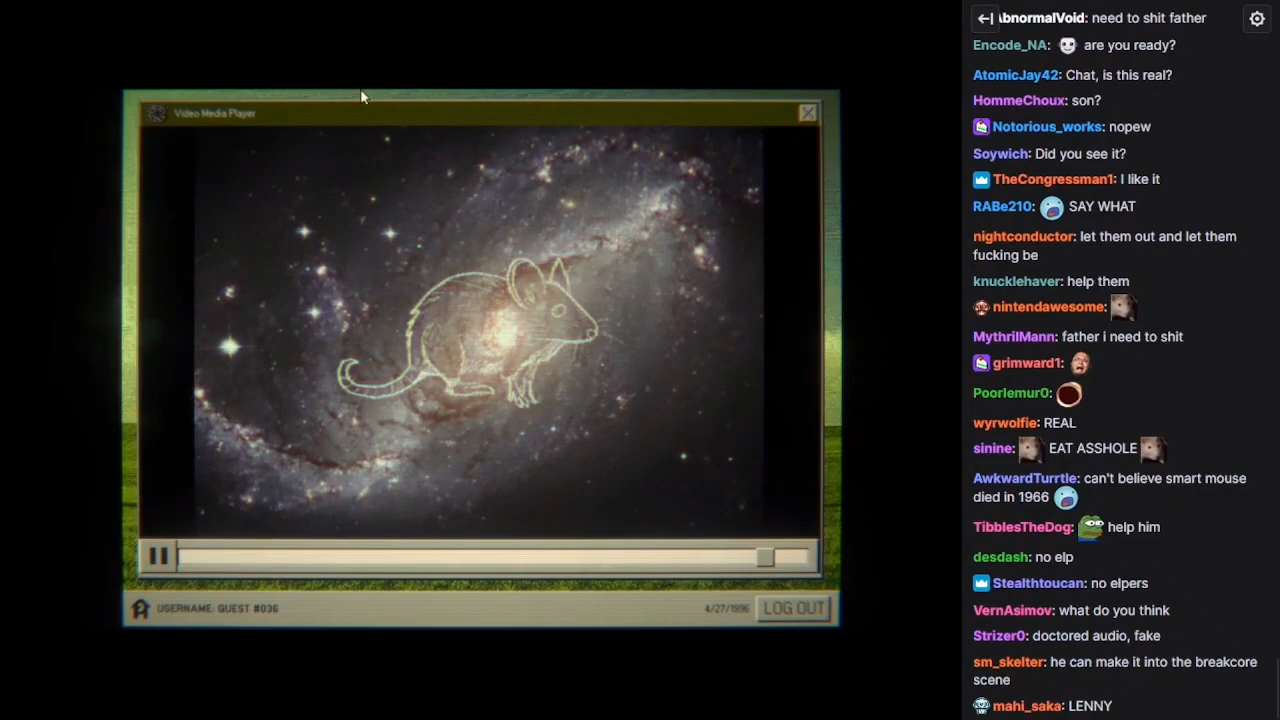 Video Media Player
USERNAME: GUEST #036
4/27/1996
LOG OUT
AbnormalVoid: need to shit father
Encode_NA: are you ready?
AtomicJay42: Chat, is this real?
HommeChoux: son?
Notorious_works: nopew
Soywich: Did you see it?
TheCongressman1: I like it
RABe210: SAY WHAT
nightconductor: let them out and let them
fucking be
knucklehaver: help them
nintendawesome:
MythrilMann: father i need to shit
grimward1:
Poorlemur0:
wyrwolfie: REAL
sinine: EAT ASSHOLE
AwkwardTurrtle: can't believe smart mouse
died in 1966
TibblesTheDog: help him
desdash: no elp
Stealthtoucan: no elpers
VernAsimov: what do you think
Strizer0: doctored audio, fake
sm_skelter: he can make it into the breakcore
scene
mahi_saka: LENNY